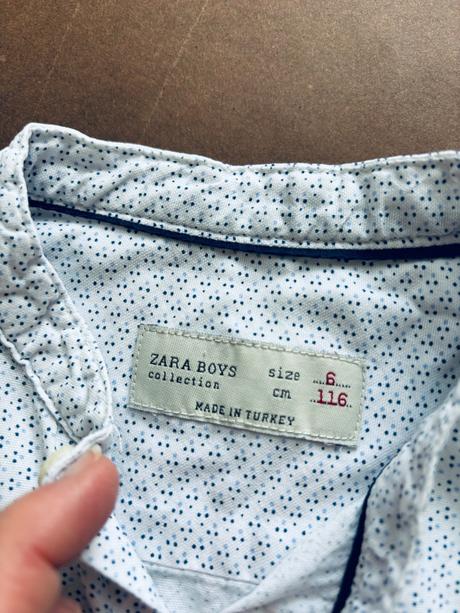 ZARA BOYS size ....6.....
collection cm ..116..
MADE IN TURKEY